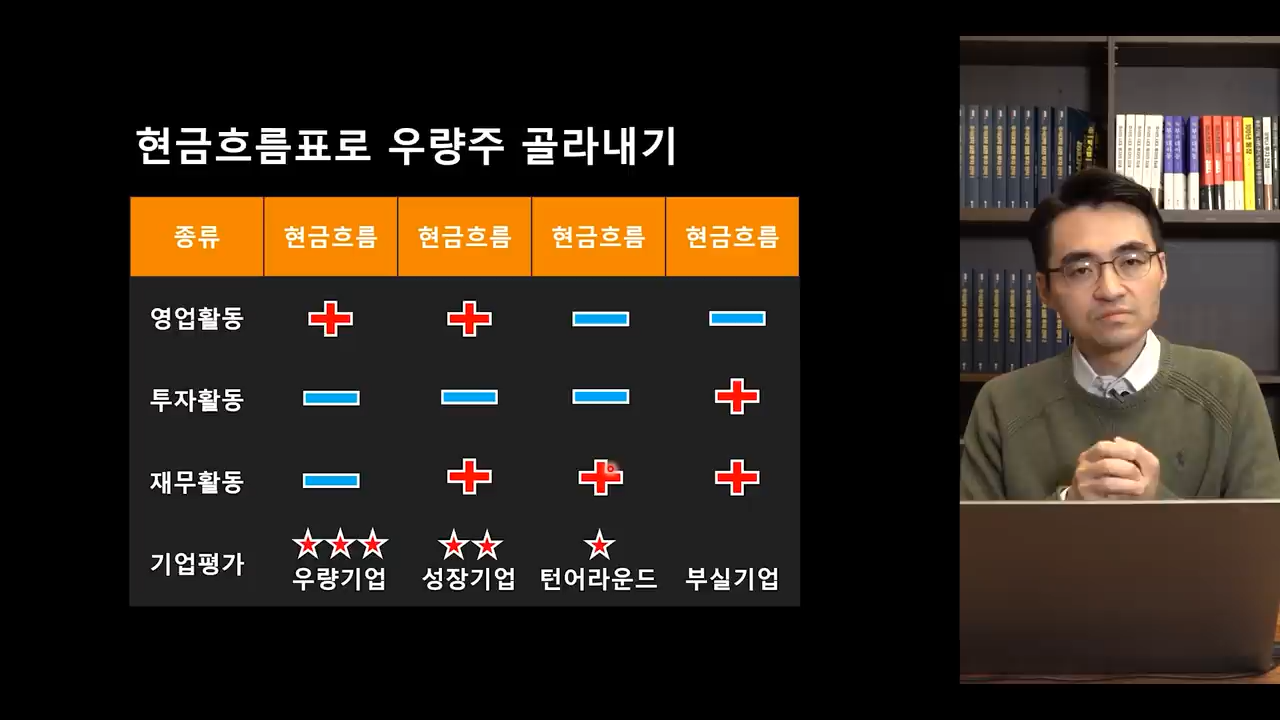 현금흐름표로 우량주 골라내기
종류 현금흐름 현금흐름 현금흐름 현금흐름
영업활동
투자활동
재무활동
기업평가
우량기업 성장기업 턴어라운드 부실기업